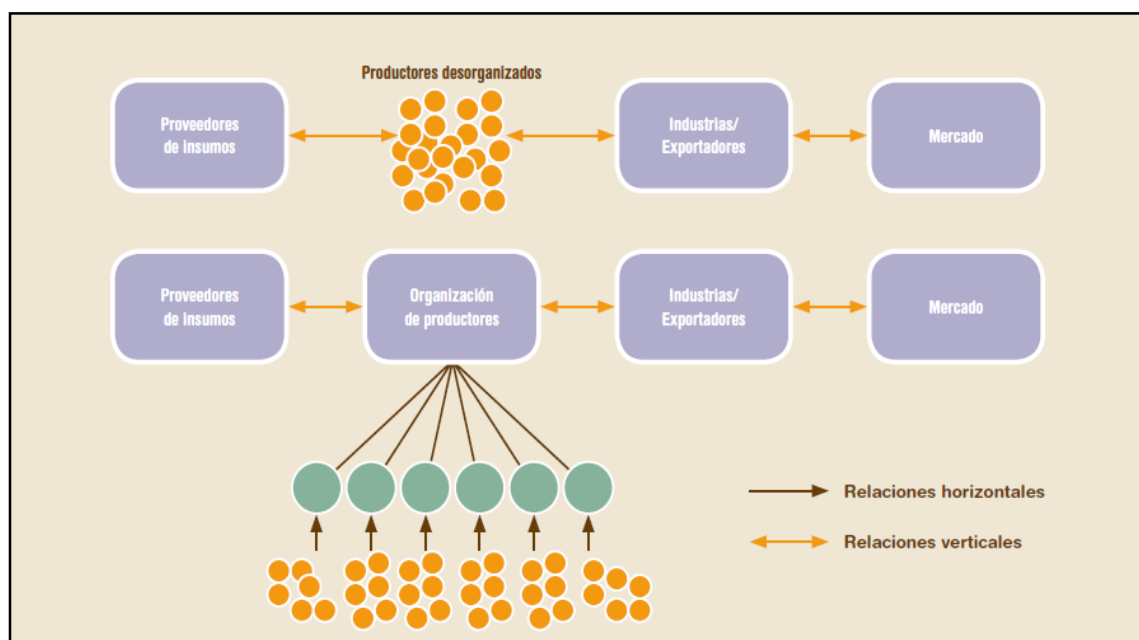 Productores desorganizados
Proveedores
de insumos
Industrias/
Exportadores
Mercado
Proveedores
de insumos
Organización
de productores
Industrias/
Exportadores
Mercado
Relaciones horizontales
Relaciones verticales